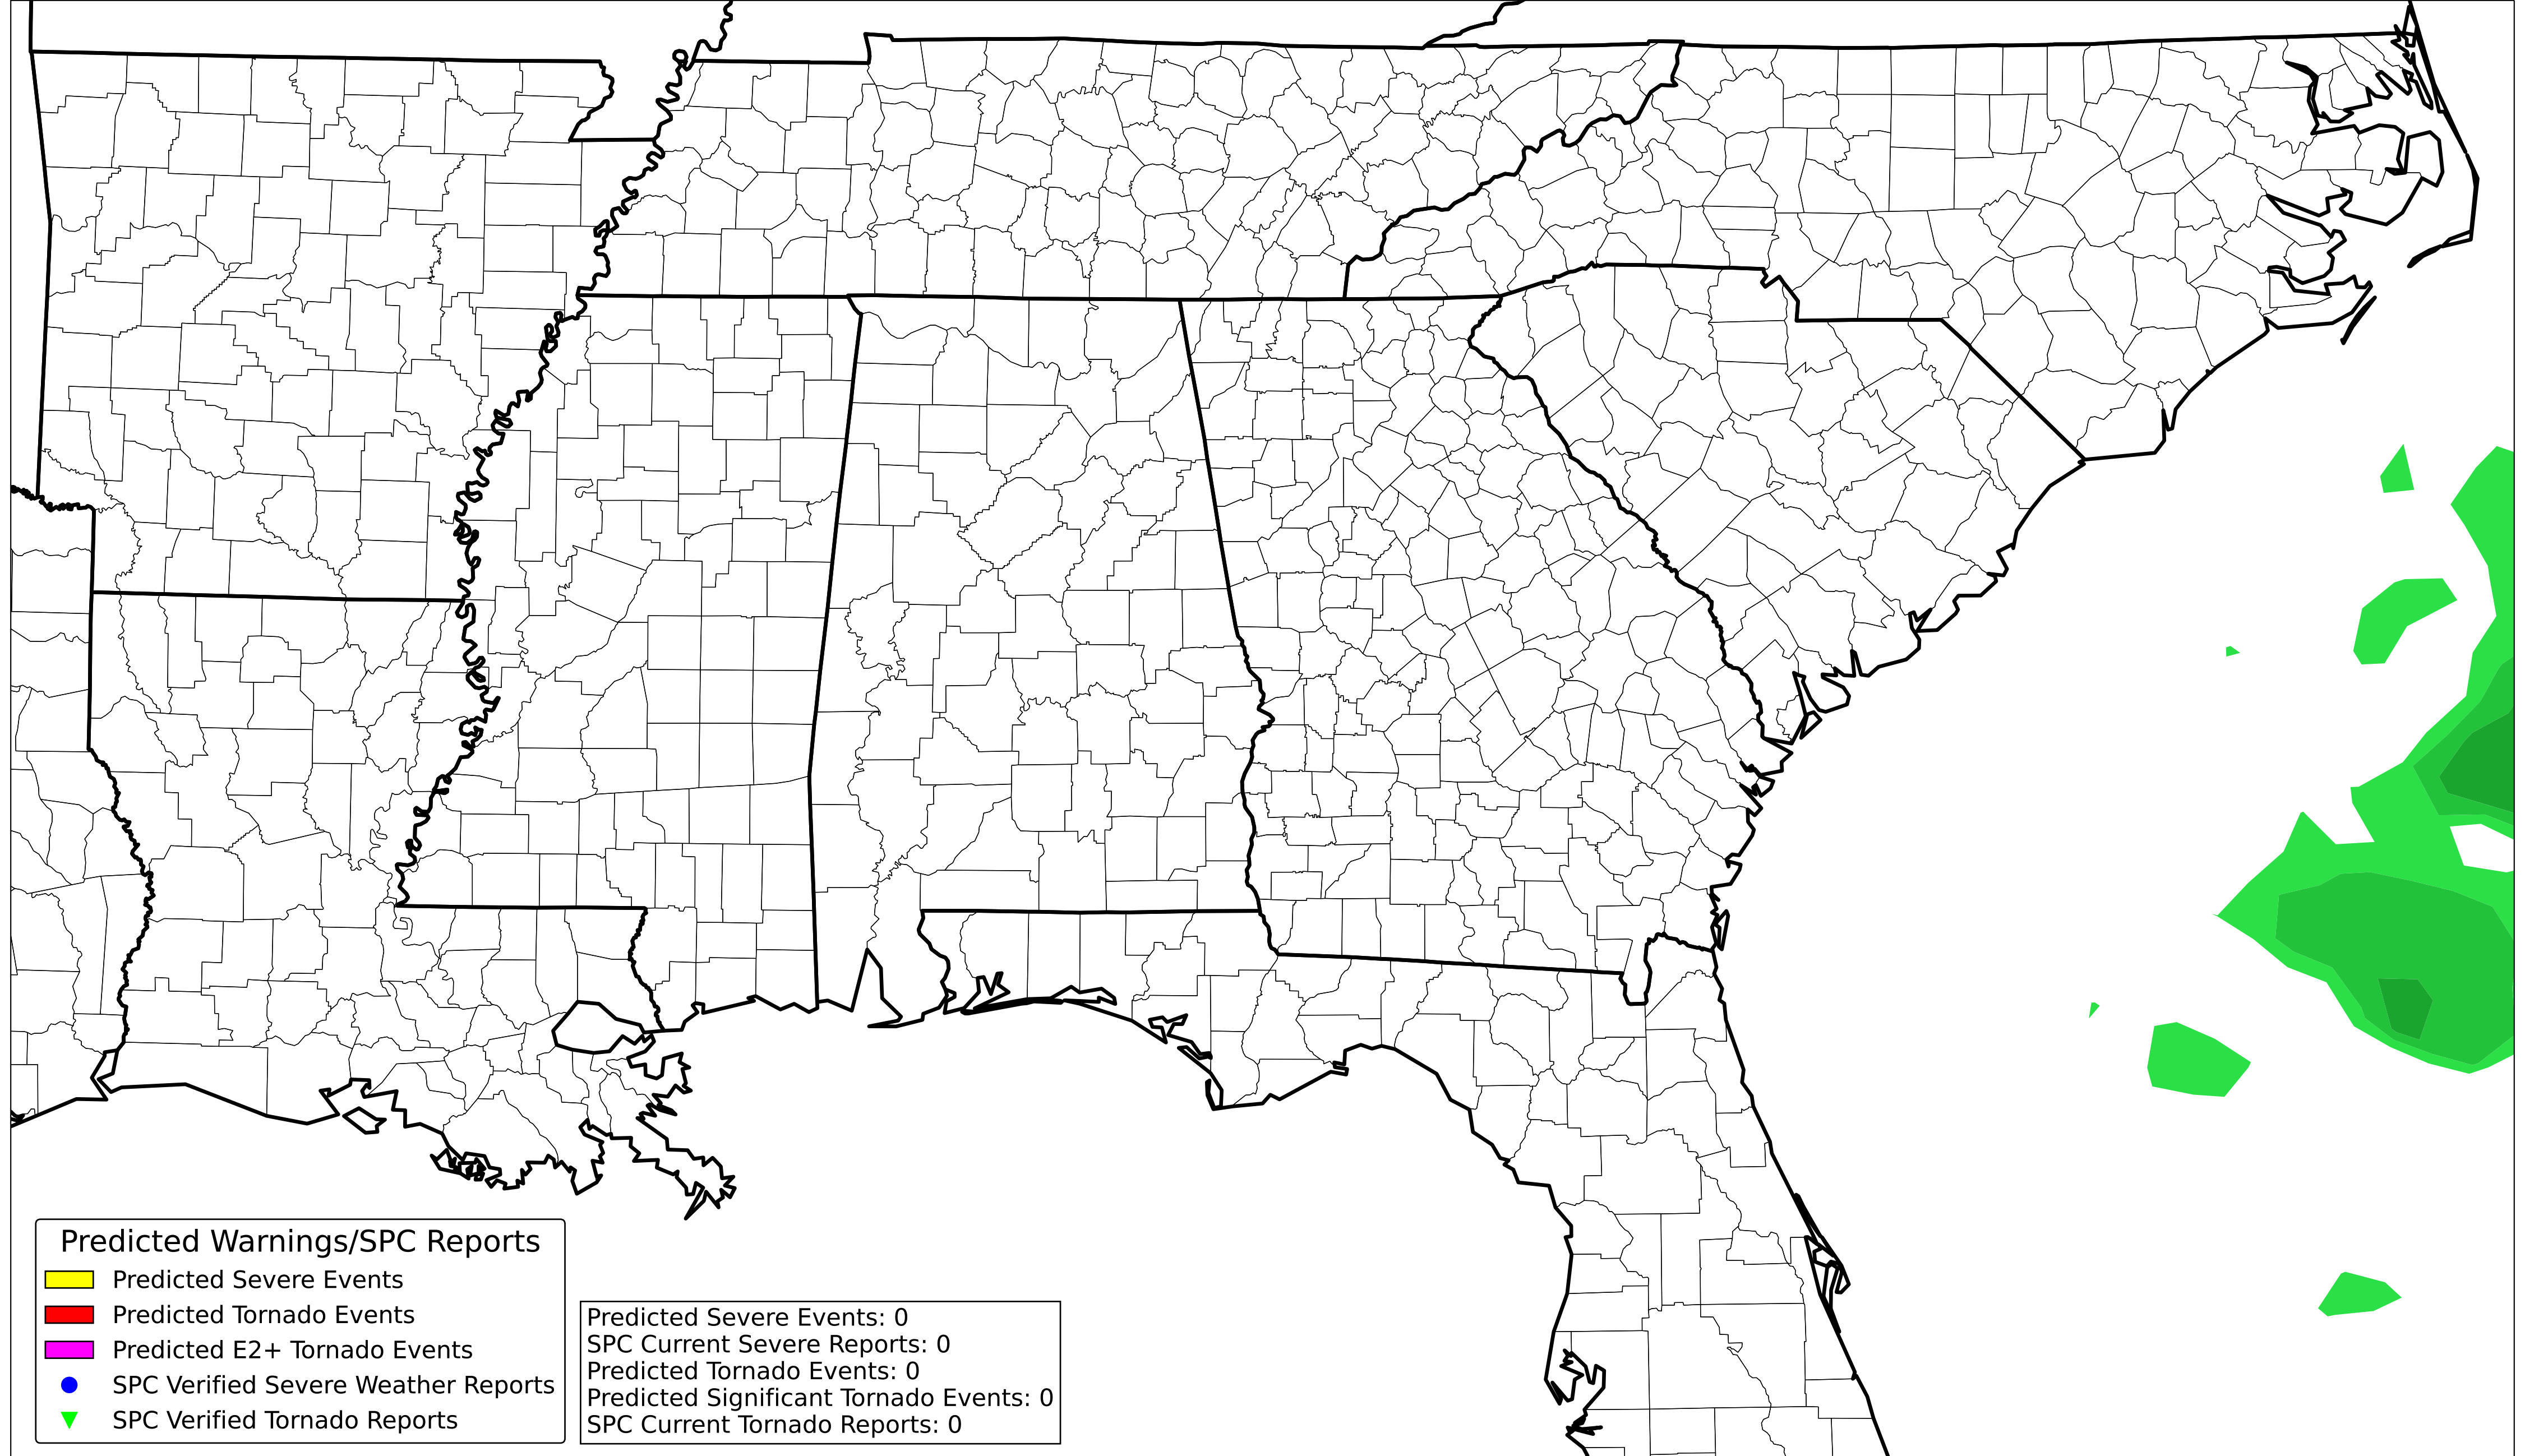 Predicted Warnings/SPC Reports
Predicted Severe Events
Predicted Tornado Events
Predicted E2+ Tornado Events
SPC Verified Severe Weather Reports
SPC Verified Tornado Reports
Predicted Severe Events: 0
SPC Current Severe Reports: 0
Predicted Tornado Events: 0
Predicted Significant Tornado Events: 0
SPC Current Tornado Reports: 0